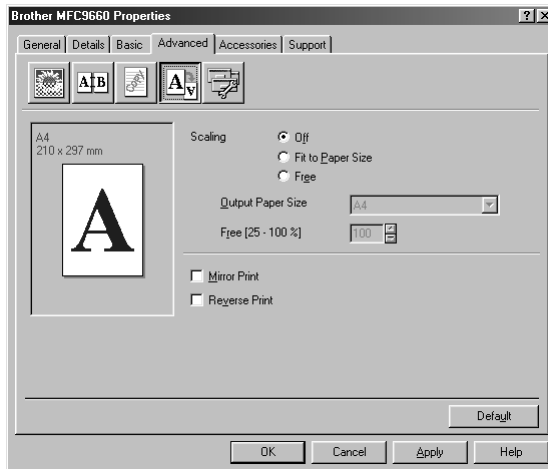 Brother MFC9660 Properties
General Details Basic Advanced Accessories Support
A B Copy A A
A4
210 x 297 mm
A
Scaling
Off
Fit to Paper Size
Free
Output Paper Size A4
Free [25 - 100 %] 100
Mirror Print
Reverse Print
Default
OK Cancel Apply Help